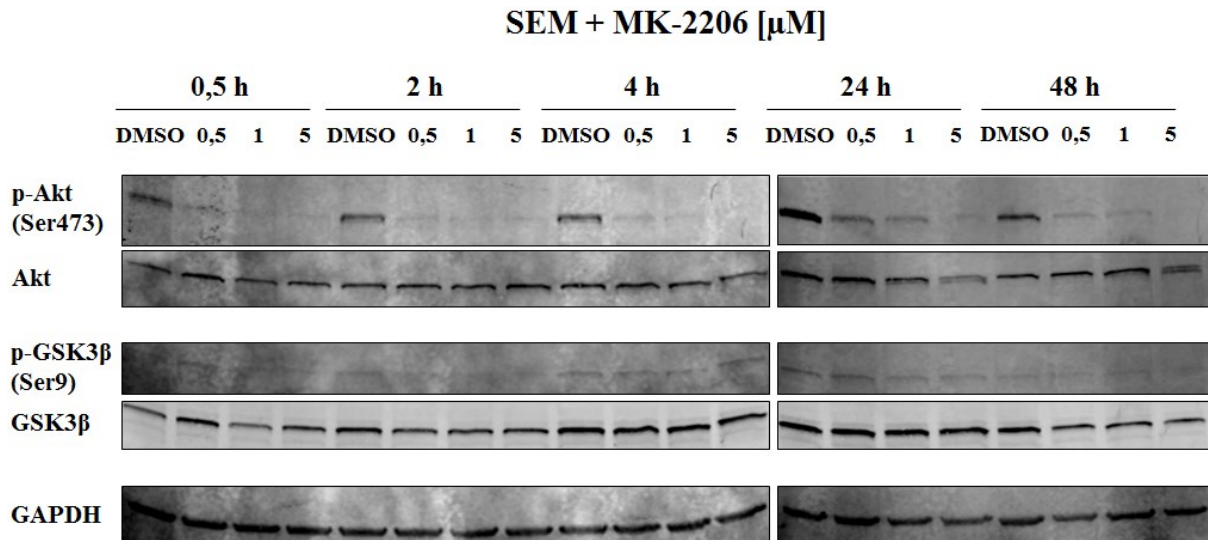 SEM + MK-2206 [µM]
0,5 h 2 h 4 h 24 h 48 h
DMSO 0,5 1 5 DMSO 0,5 1 5 DMSO 0,5 1 5 DMSO 0,5 1 5 DMSO 0,5 1 5
p-Akt
(Ser473)
Akt
p-GSK3β
(Ser9)
GSK3β
GAPDH